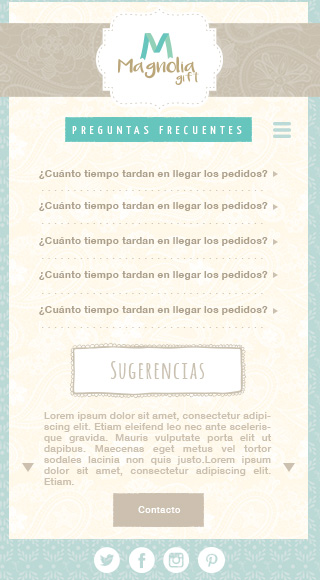 M
Magnolia
gift
PREGUNTAS FRECUENTES
¿Cuánto tiempo tardan en llegar los pedidos?
¿Cuánto tiempo tardan en llegar los pedidos?
¿Cuánto tiempo tardan en llegar los pedidos?
¿Cuánto tiempo tardan en llegar los pedidos?
¿Cuánto tiempo tardan en llegar los pedidos?
SUGERENCIAS
Lorem ipsum dolor sit amet, consectetur adipi-
scing elit. Etiam eleifend leo nec ante sceleris-
que gravida. Mauris vulputate porta elit ut
dapibus. Maecenas eget metus vel tortor
sodales lacinia non quis justo.Lorem ipsum
dolor sit amet, consectetur adipiscing elit.
Etiam.
Contacto